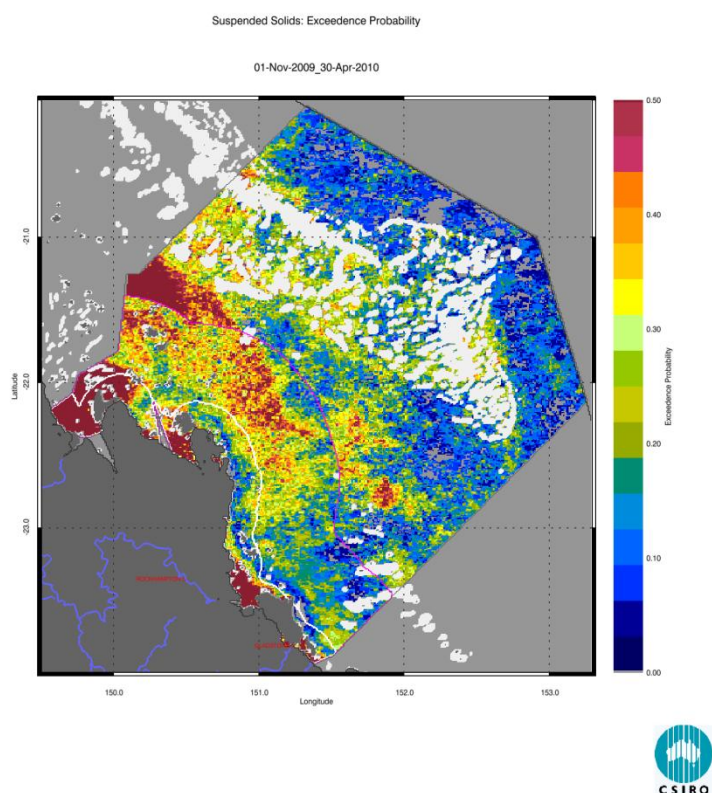 Suspended Solids: Exceedence Probability
01-Nov-2009_30-Apr-2010
0.50
0.40
0.30
0.20
0.10
0.00
Exceedence Probability
-21.0
-22.0
-23.0
Latitude
150.0 151.0 152.0 153.0
Longitude
CSIRO